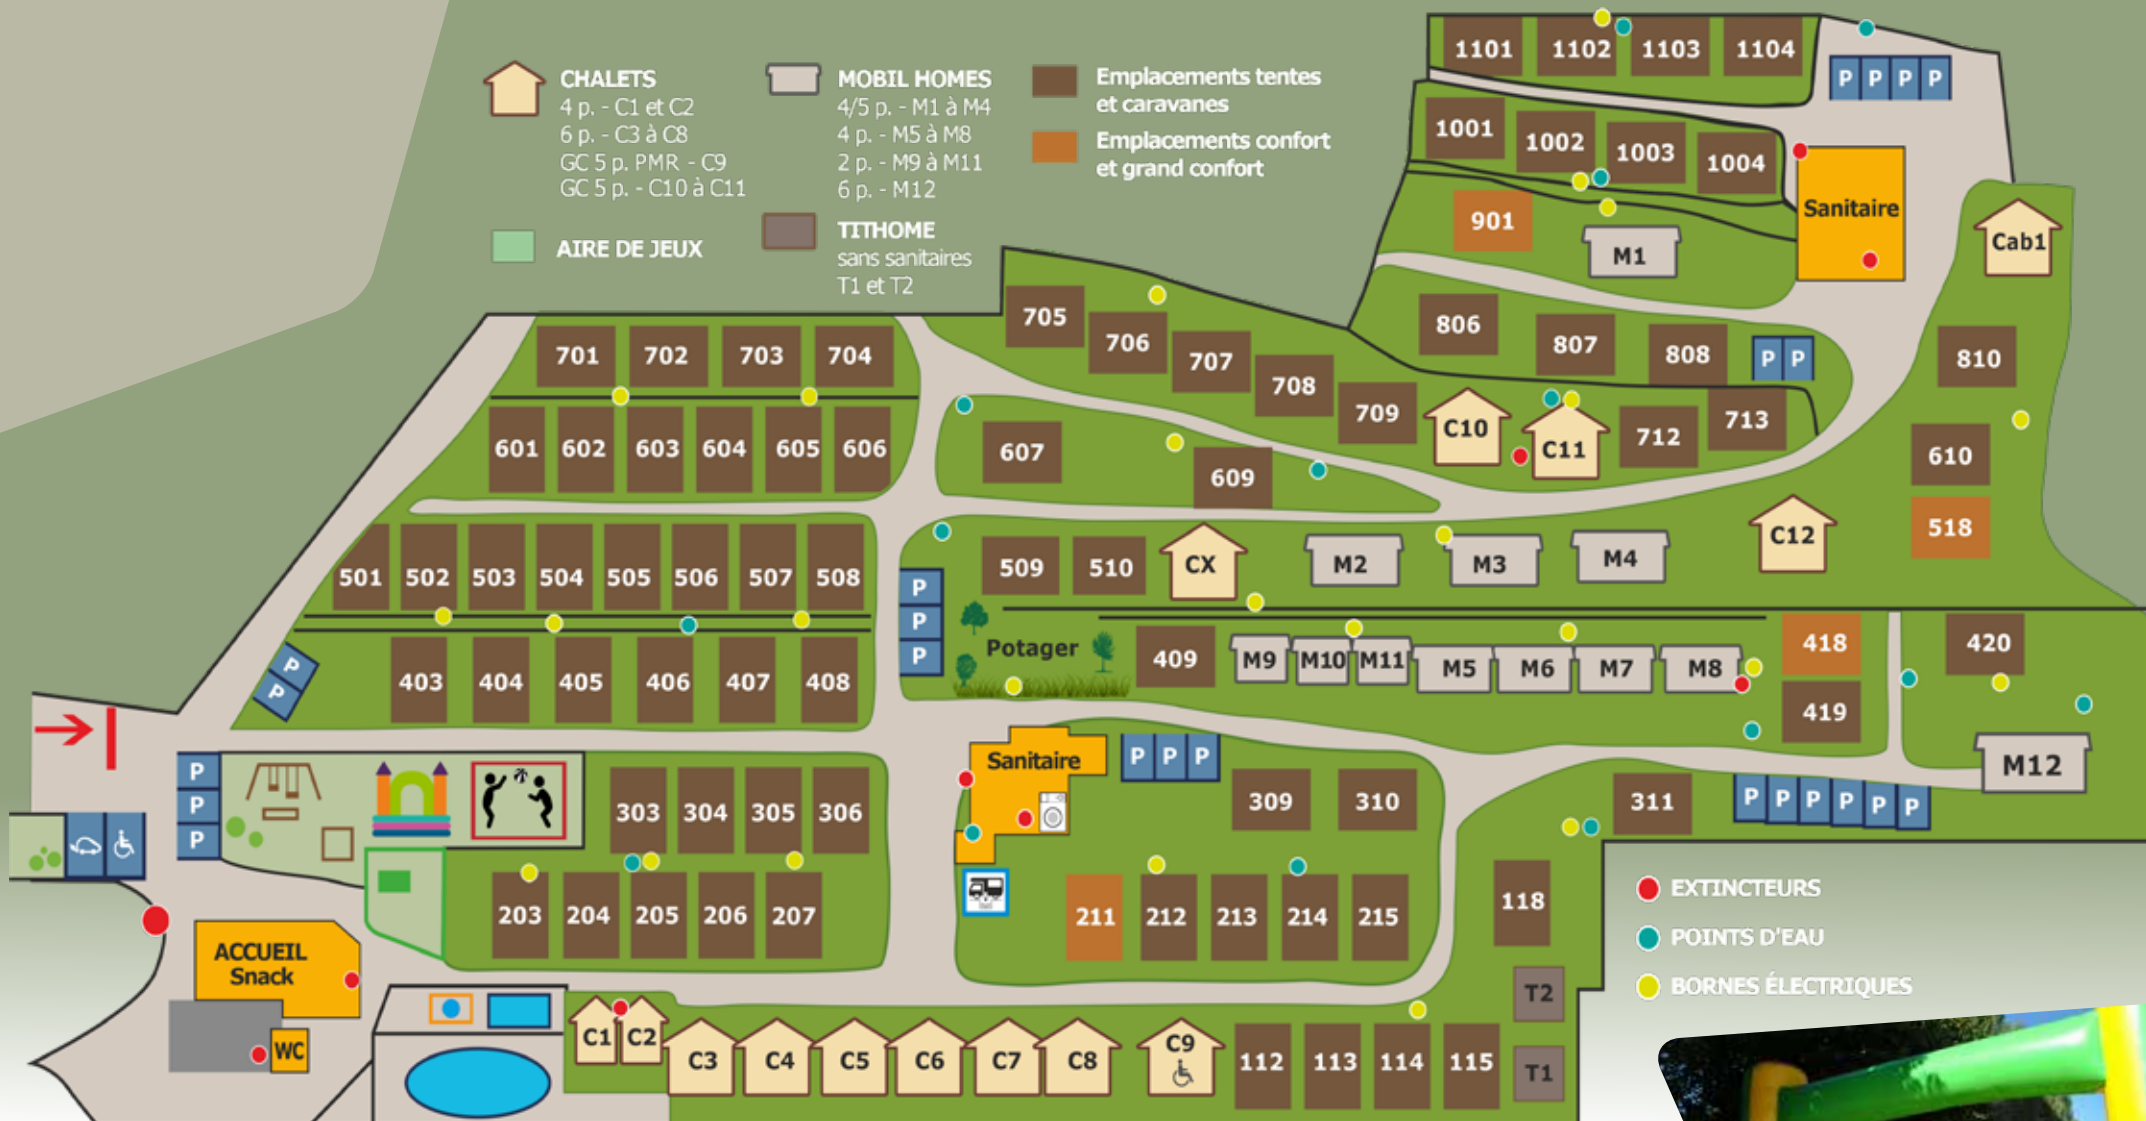 CHALETS
4 p. - C1 et C2
6 p. - C3 à C8
GC 5 p. PMR - C9
GC 5 p. - C10 à C11
AIRE DE JEUX
MOBIL HOMES
4/5 p. - M1 à M4
4 p. - M5 à M8
2 p. - M9 à M11
6 p. - M12
TITHOME
sans sanitaires
T1 et T2
Emplacements tentes
et caravanes
Emplacements confort
et grand confort
1101 1102 1103 1104
P P P P
1001 1002 1003 1004
Sanitaire
901 M1
Cab1
806 807 808 P P
810
705 706 707 708 709
C10 C11 712 713
701 702 703 704
601 602 603 604 605 606
607 609
610
518
501 502 503 504 505 506 507 508
509 510 CX M2 M3 M4 C12
P
P
P
Potager
409 M9 M10 M11 M5 M6 M7 M8
418
419
420
M12
P
P
403 404 405 406 407 408
P
P
P
303 304 305 306
Sanitaire
P P P
309 310
311
P P P P P P
203 204 205 206 207
211 212 213 214 215
118
ACCUEIL
Snack
WC
C1 C2 C3 C4 C5 C6 C7 C8 C9
112 113 114 115
T2
T1
EXTINCTEURS
POINTS D'EAU
BORNES ÉLECTRIQUES